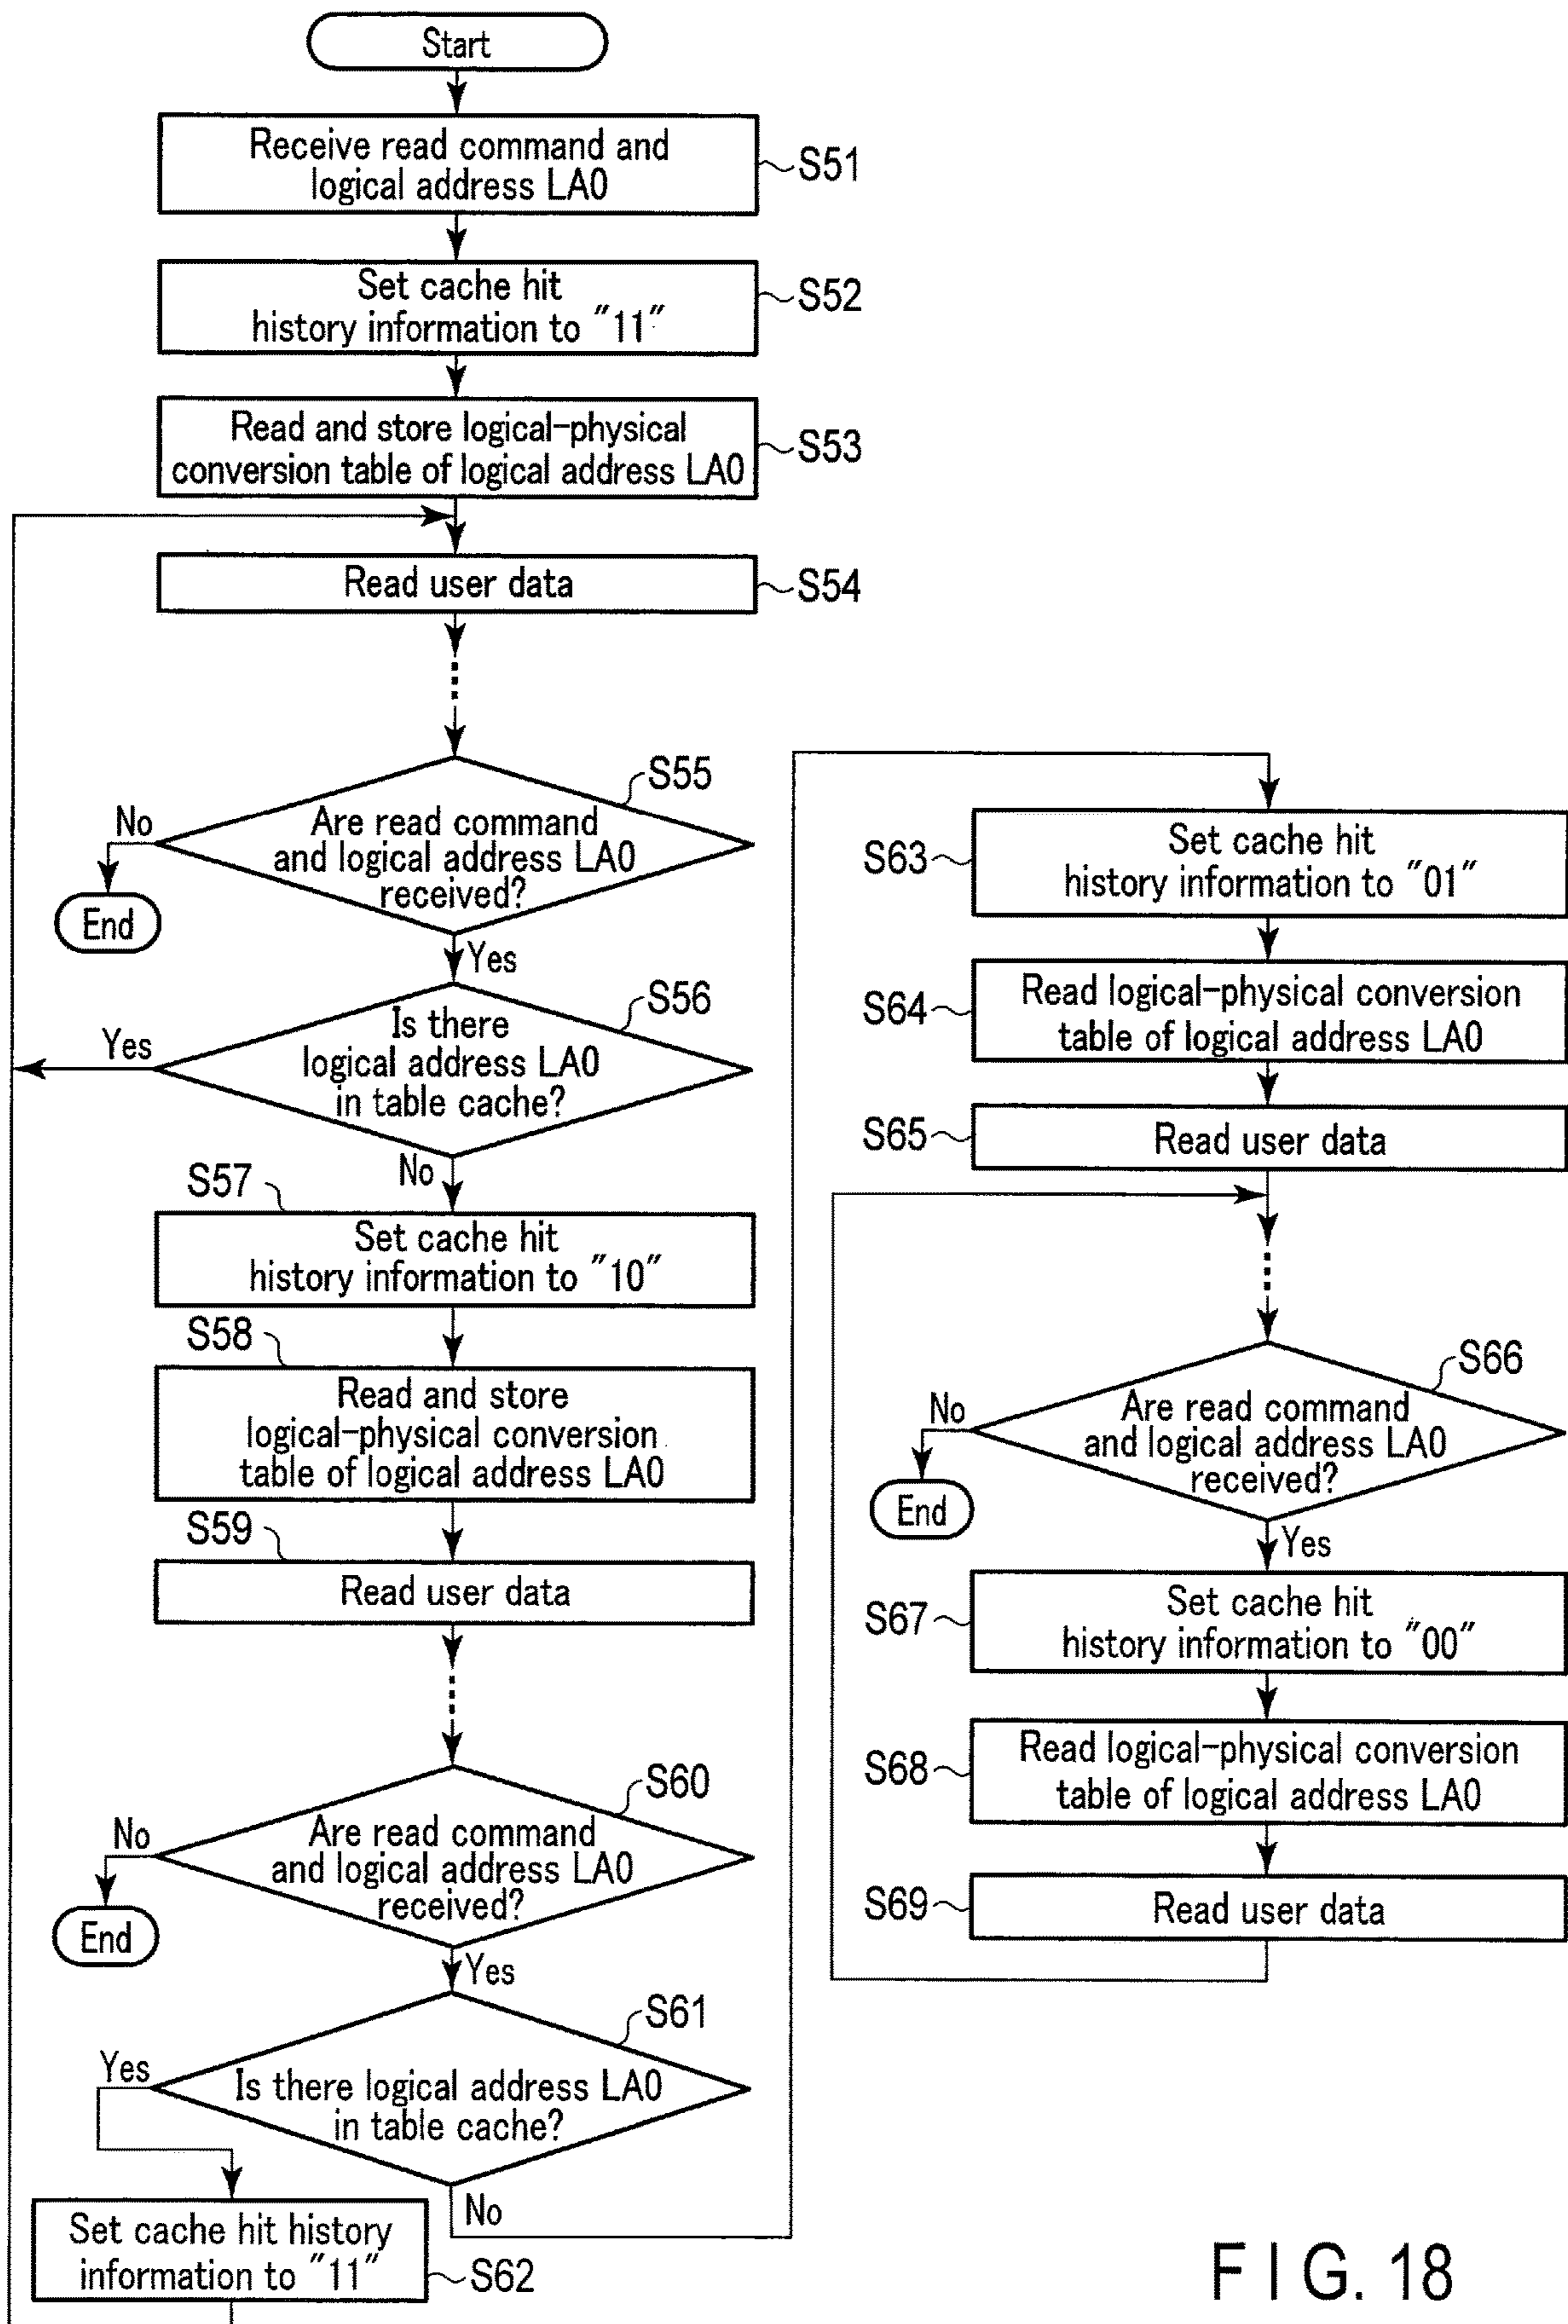 Start
Receive read command and
logical address LA0
S51
Set cache hit
history information to "11"
S52
Read and store logical-physical
conversion table of logical address LA0
S53
Read user data
S54
S55
Are read command
and logical address LA0
received?
No
End
Yes
S56
Is there
logical address LA0
in table cache?
Yes
No
S57
Set cache hit
history information to "10"
S58
Read and store
logical-physical conversion
table of logical address LA0
S59
Read user data
S60
Are read command
and logical address LA0
received?
No
End
Yes
S61
Is there logical address LA0
in table cache?
Yes
No
Set cache hit history
information to "11"
S62
S63
Set cache hit
history information to "01"
S64
Read logical-physical conversion
table of logical address LA0
S65
Read user data
S66
Are read command
and logical address LA0
received?
No
End
Yes
S67
Set cache hit
history information to "00"
S68
Read logical-physical conversion
table of logical address LA0
S69
Read user data
FIG. 18